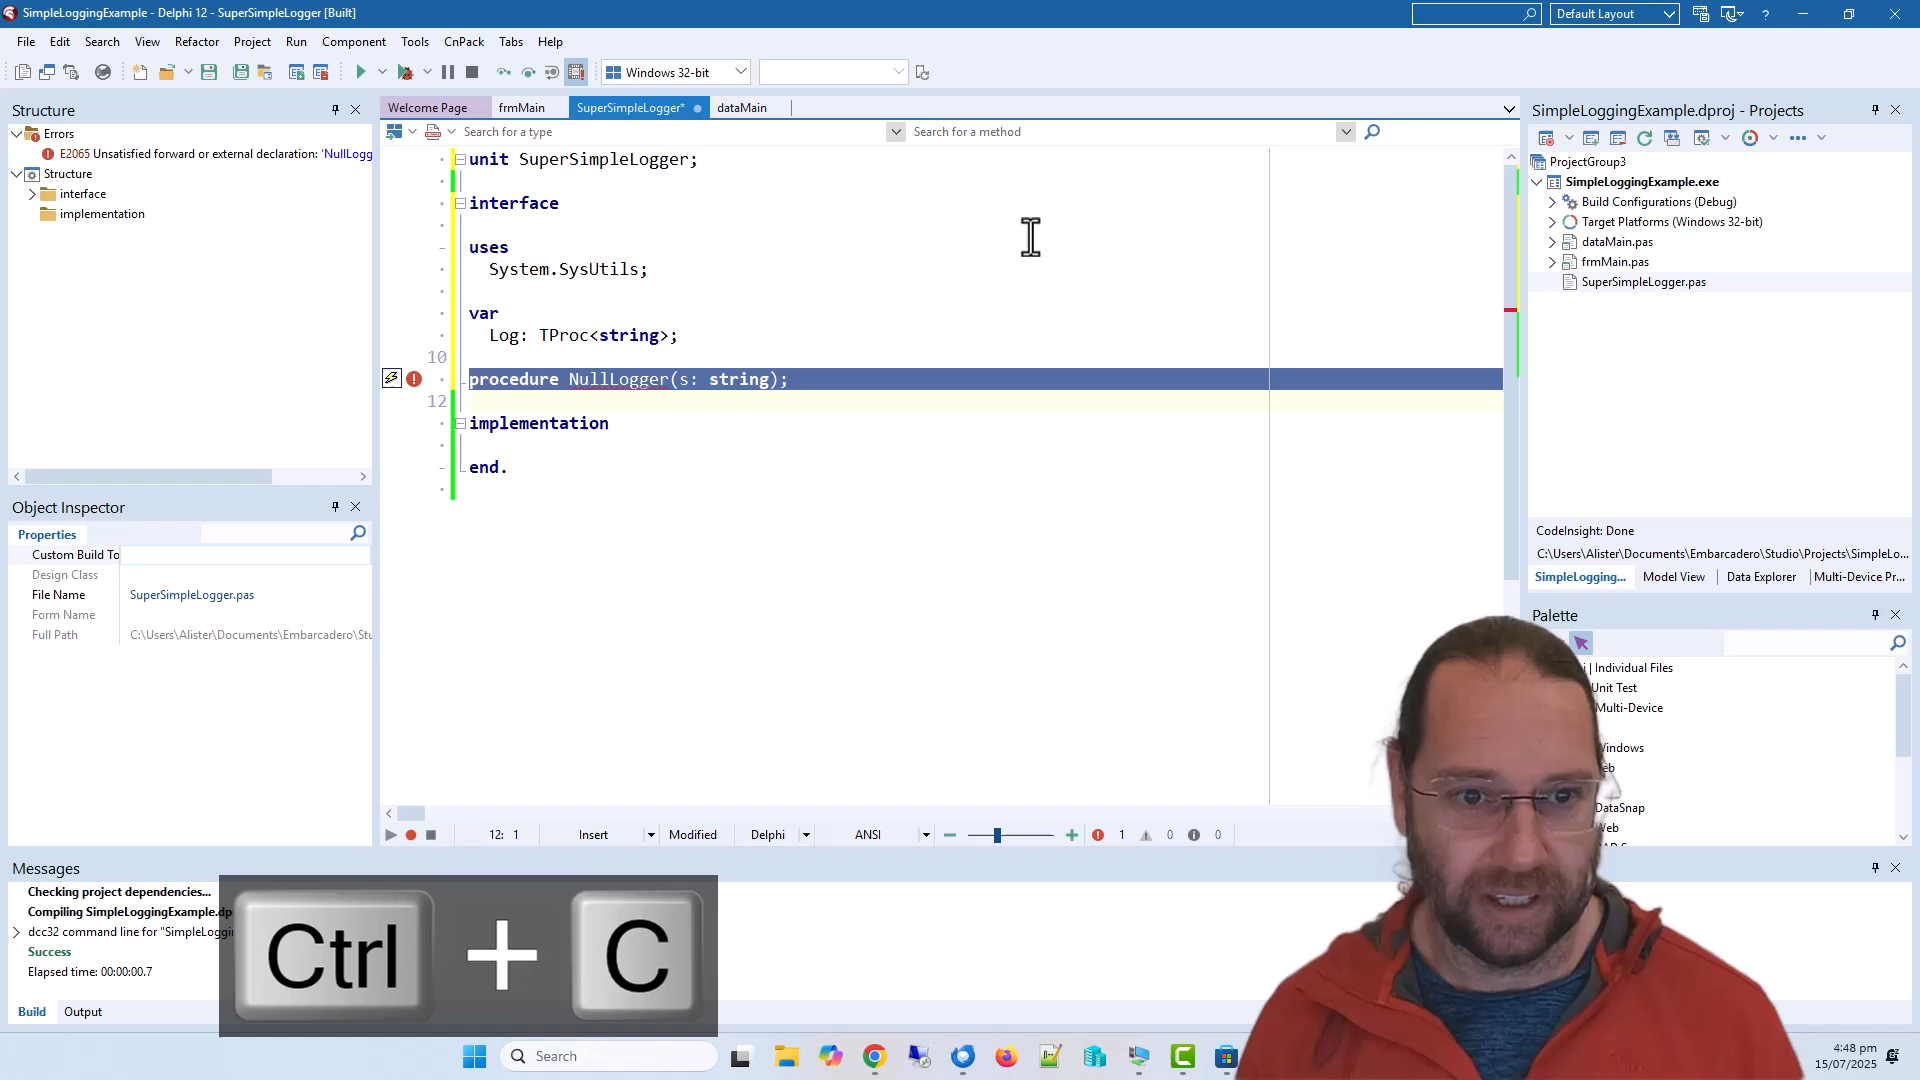 SimpleLoggingExample - Delphi 12 - SuperSimpleLogger [Built]
Default Layout
File Edit Search View Refactor Project Run Component Tools CnPack Tabs Help
Windows 32-bit
Structure
Errors
E2065 Unsatisfied forward or external declaration: 'NullLogg
Structure
interface
implementation
Welcome Page
frmMain
SuperSimpleLogger*
dataMain
Search for a type
Search for a method
unit SuperSimpleLogger;
interface
uses
System.SysUtils;
var
Log: TProc<string>;
10
procedure NullLogger(s: string);
12
implementation
end.
SimpleLoggingExample.dproj - Projects
ProjectGroup3
SimpleLoggingExample.exe
Build Configurations (Debug)
Target Platforms (Windows 32-bit)
dataMain.pas
frmMain.pas
SuperSimpleLogger.pas
CodeInsight: Done
C:\Users\Alister\Documents\Embarcadero\Studio\Projects\SimpleLo...
SimpleLogging...
Model View
Data Explorer
Multi-Device Pr...
Object Inspector
Properties
Custom Build To
Design Class
File Name SuperSimpleLogger.pas
Form Name
Full Path C:\Users\Alister\Documents\Embarcadero\Stu
Palette
i | Individual Files
Unit Test
Multi-Device
Windows
eb
DataSnap
Web
12: 1
Insert
Modified
Delphi
ANSI
1
0
0
Messages
Checking project dependencies...
Compiling SimpleLoggingExample.dp
dcc32 command line for "SimpleLoggi
Success
Elapsed time: 00:00:00.7
Build
Output
Ctrl + C
Search
4:48 pm
15/07/2025